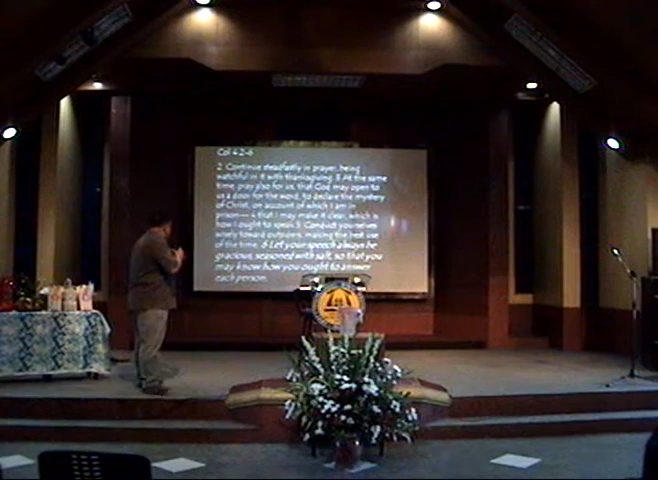 Col 4:2-6
2 Continue steadfastly in prayer, being
watchful in it with thanksgiving. 3 At the same
time, pray also for us, that God may open to
us a door for the word, to declare the mystery
of Christ, on account of which I am in
prison— 4 that I may make it clear, which is
how I ought to speak. 5 Conduct yourselves
wisely toward outsiders, making the best use
of the time. 6 Let your speech always be
gracious, seasoned with salt, so that you
may know how you ought to answer
each person.